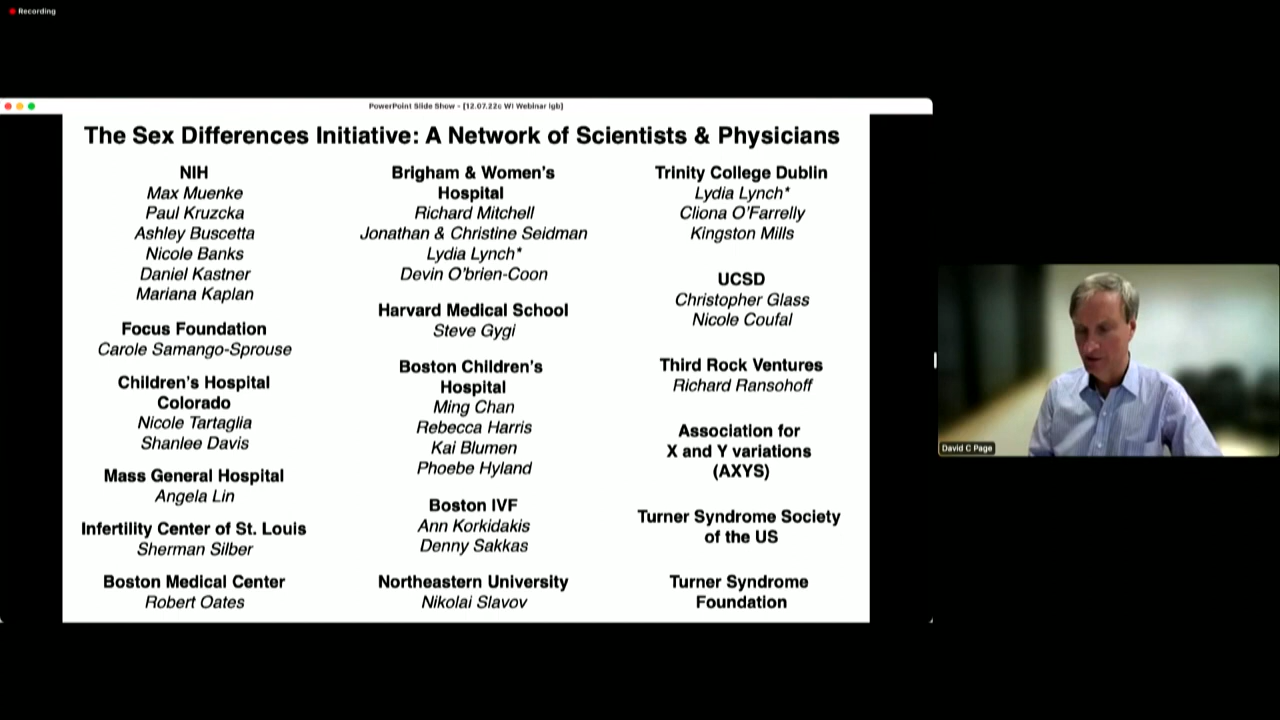 Recording
PowerPoint Slide Show - [12.07.22c WI Webinar lgb]
The Sex Differences Initiative: A Network of Scientists & Physicians
NIH
Max Muenke
Paul Kruzcka
Ashley Buscetta
Nicole Banks
Daniel Kastner
Mariana Kaplan
Focus Foundation
Carole Samango-Sprouse
Children's Hospital
Colorado
Nicole Tartaglia
Shanlee Davis
Mass General Hospital
Angela Lin
Infertility Center of St. Louis
Sherman Silber
Boston Medical Center
Robert Oates
Brigham & Women's
Hospital
Richard Mitchell
Jonathan & Christine Seidman
Lydia Lynch*
Devin O'brien-Coon
Harvard Medical School
Steve Gygi
Boston Children's
Hospital
Ming Chan
Rebecca Harris
Kai Blumen
Phoebe Hyland
Boston IVF
Ann Korkidakis
Denny Sakkas
Northeastern University
Nikolai Slavov
Trinity College Dublin
Lydia Lynch*
Cliona O'Farrelly
Kingston Mills
UCSD
Christopher Glass
Nicole Coufal
Third Rock Ventures
Richard Ransohoff
Association for
X and Y variations
(AXYS)
Turner Syndrome Society
of the US
Turner Syndrome
Foundation
David C Page